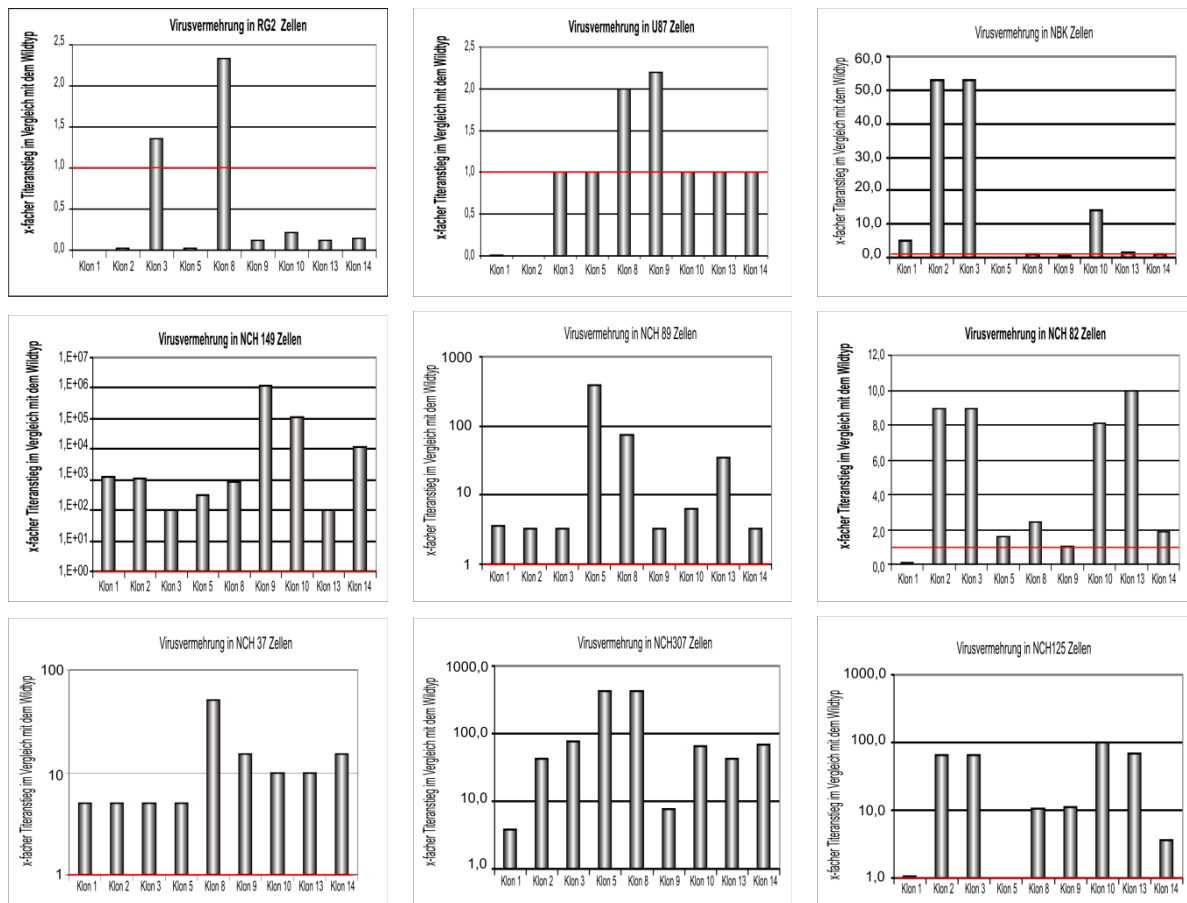 Virusvermehrung in RG2 Zellen
x-facher Titeranstieg im Vergleich mit dem Wildtyp
2,5
2,0
1,5
1,0
0,5
0,0
Klon 1 Klon 2 Klon 3 Klon 5 Klon 8 Klon 9 Klon 10 Klon 13 Klon 14
Virusvermehrung in U87 Zellen
x-facher Titeranstieg im Vergleich mit dem Wildtyp
2,5
2,0
1,5
1,0
0,5
0,0
Klon 1 Klon 2 Klon 3 Klon 5 Klon 8 Klon 9 Klon 10 Klon 13 Klon 14
Virusvermehrung in NBK Zellen
x-facher Titeranstieg im Vergleich mit dem Wildtyp
60,0
50,0
40,0
30,0
20,0
10,0
0,0
Klon 1 Klon 2 Klon 3 Klon 5 Klon 8 Klon 9 Klon 10 Klon 13 Klon 14
Virusvermehrung in NCH 149 Zellen
x-facher Titeranstieg im Vergleich mit dem Wildtyp
1,E+07
1,E+06
1,E+05
1,E+04
1,E+03
1,E+02
1,E+01
1,E+00
Klon 1 Klon 2 Klon 3 Klon 5 Klon 8 Klon 9 Klon 10 Klon 13 Klon 14
Virusvermehrung in NCH 89 Zellen
x-facher Titeranstieg im Vergleich mit dem Wildtyp
1000
100
10
1
Klon 1 Klon 2 Klon 3 Klon 5 Klon 8 Klon 9 Klon 10 Klon 13 Klon 14
Virusvermehrung in NCH 82 Zellen
x-facher Titeranstieg im Vergleich mit dem Wildtyp
12,0
10,0
8,0
6,0
4,0
2,0
0,0
Klon 1 Klon 2 Klon 3 Klon 5 Klon 8 Klon 9 Klon 10 Klon 13 Klon 14
Virusvermehrung in NCH 37 Zellen
x-facher Titeranstieg im Vergleich mit dem Wildtyp
100
10
1
Klon 1 Klon 2 Klon 3 Klon 5 Klon 8 Klon 9 Klon 10 Klon 13 Klon 14
Virusvermehrung in NCH307 Zellen
x-facher Titeranstieg im Vergleich mit dem Wildtyp
1000,0
100,0
10,0
1,0
Klon 1 Klon 2 Klon 3 Klon 5 Klon 8 Klon 9 Klon 10 Klon 13 Klon 14
Virusvermehrung in NCH125 Zellen
x-facher Titeranstieg im Vergleich mit dem Wildtyp
1000,0
100,0
10,0
1,0
Klon 1 Klon 2 Klon 3 Klon 5 Klon 8 Klon 9 Klon 10 Klon 13 Klon 14